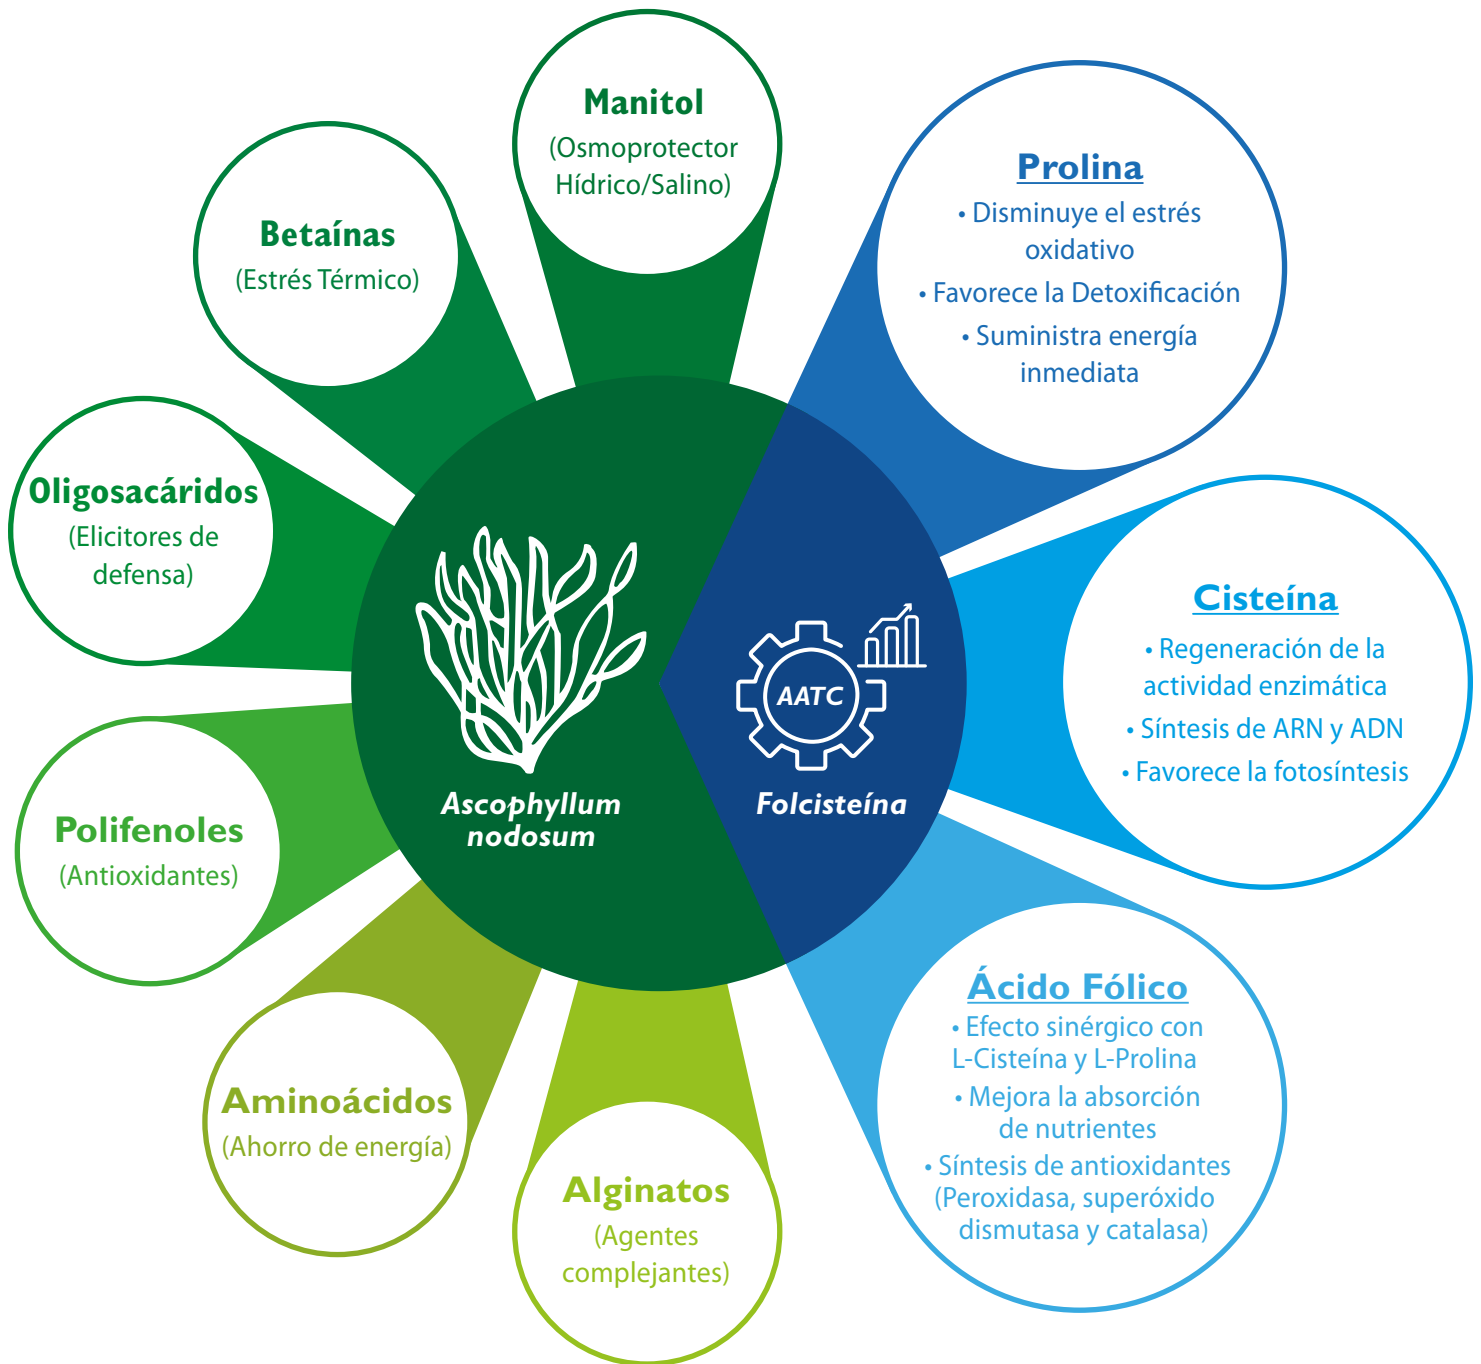 Manitol
(Osmoprotector
Hídrico/Salino)
Betaínas
(Estrés Térmico)
Oligosacáridos
(Elicitores de
defensa)
Polifenoles
(Antioxidantes)
Aminoácidos
(Ahorro de energía)
Alginatos
(Agentes
complejantes)
Ascophyllum
nodosum
AATC
Folcisteína
Prolina
• Disminuye el estrés
oxidativo
• Favorece la Detoxificación
• Suministra energía
inmediata
Cisteína
• Regeneración de la
actividad enzimática
• Síntesis de ARN y ADN
• Favorece la fotosíntesis
Ácido Fólico
• Efecto sinérgico con
L-Cisteína y L-Prolina
• Mejora la absorción
de nutrientes
• Síntesis de antioxidantes
(Peroxidasa, superóxido
dismutasa y catalasa)